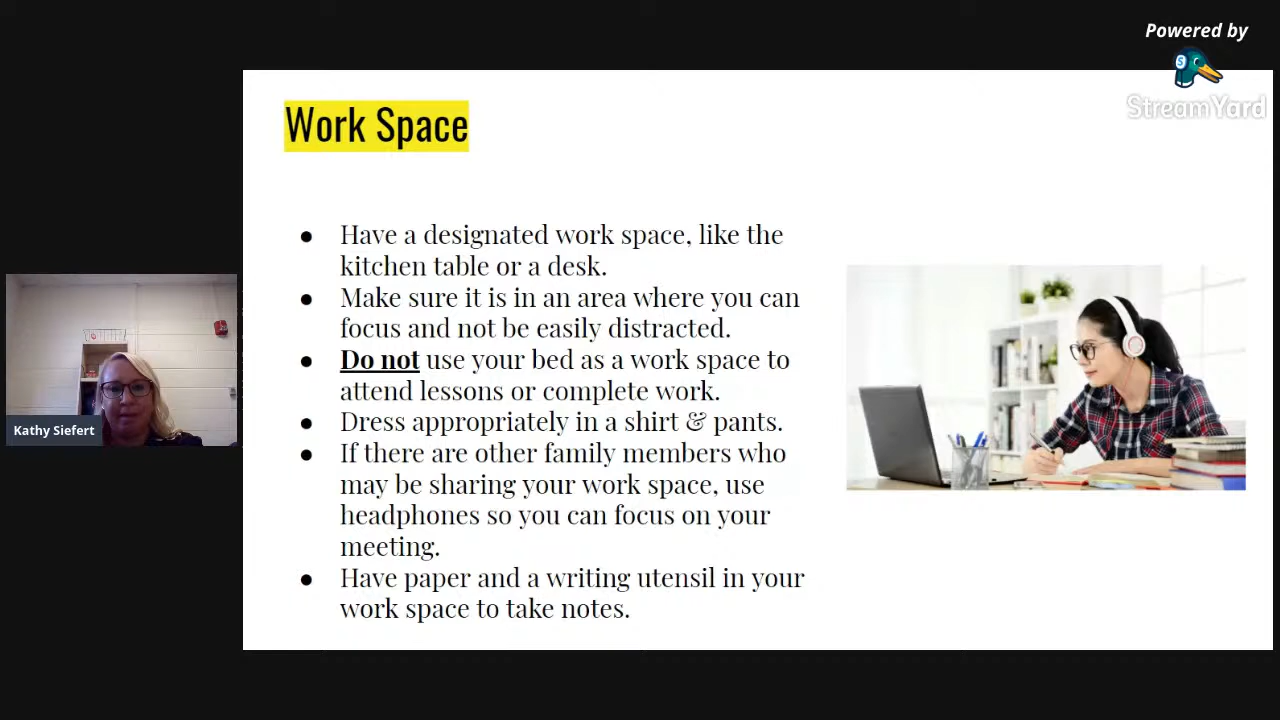 Powered by
StreamYard
Work Space
● Have a designated work space, like the
kitchen table or a desk.
● Make sure it is in an area where you can
focus and not be easily distracted.
● Do not use your bed as a work space to
attend lessons or complete work.
● Dress appropriately in a shirt & pants.
● If there are other family members who
may be sharing your work space, use
headphones so you can focus on your
meeting.
● Have paper and a writing utensil in your
work space to take notes.
Kathy Siefert